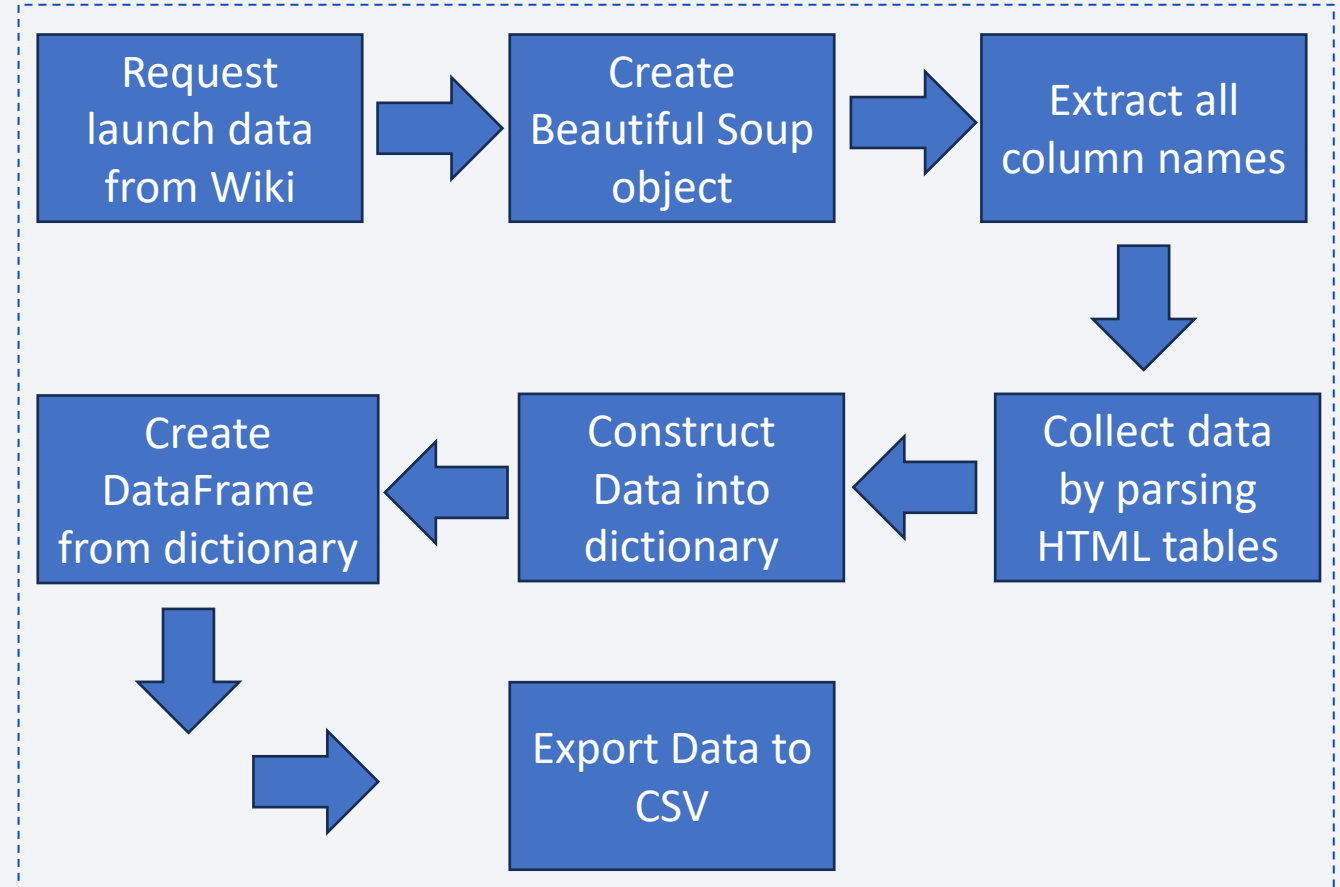 Request
launch data
from Wiki
Create
Beautiful Soup
object
Extract all
column names
Collect data
by parsing
HTML tables
Construct
Data into
dictionary
Create
DataFrame
from dictionary
Export Data to
CSV